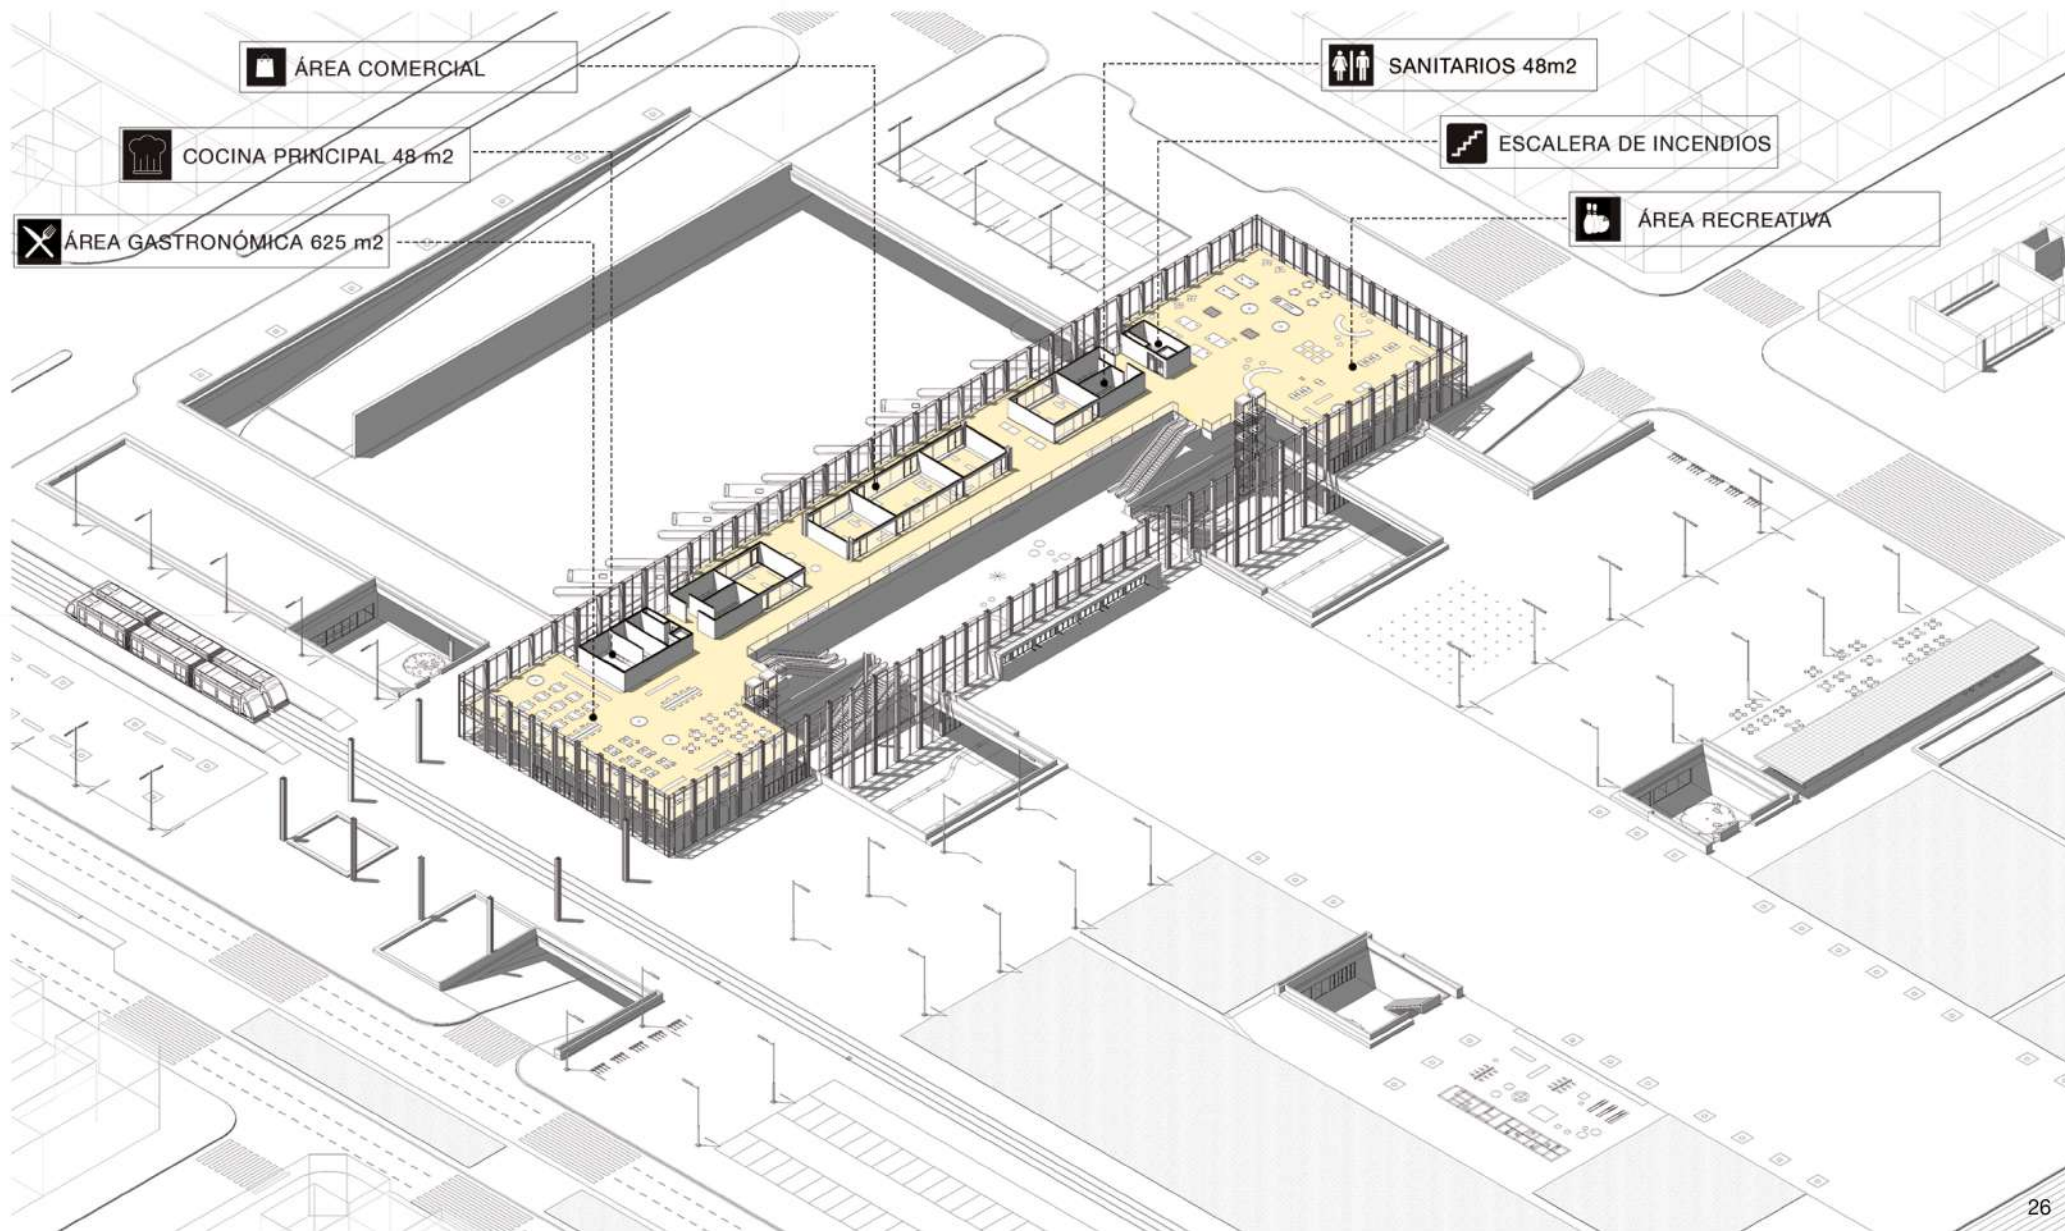 ÁREA COMERCIAL
SANITARIOS 48m2
COCINA PRINCIPAL 48 m2
ESCALERA DE INCENDIOS
ÁREA GASTRONÓMICA 625 m2
ÁREA RECREATIVA
26